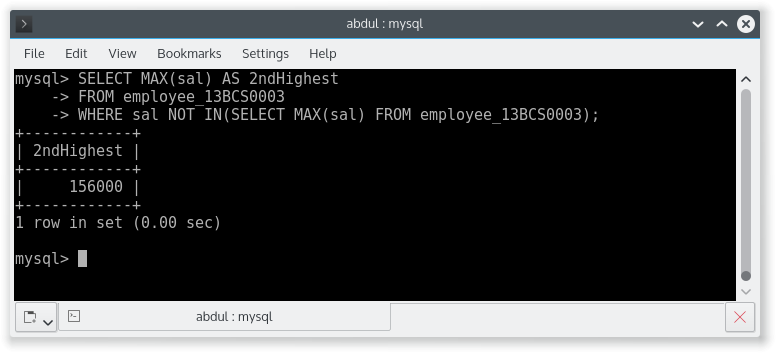 abdul : mysql
File Edit View Bookmarks Settings Help
mysql> SELECT MAX(sal) AS 2ndHighest
    -> FROM employee_13BCS0003
    -> WHERE sal NOT IN(SELECT MAX(sal) FROM employee_13BCS0003);
+------------+
| 2ndHighest |
+------------+
|     156000 |
+------------+
1 row in set (0.00 sec)

mysql>
abdul : mysql